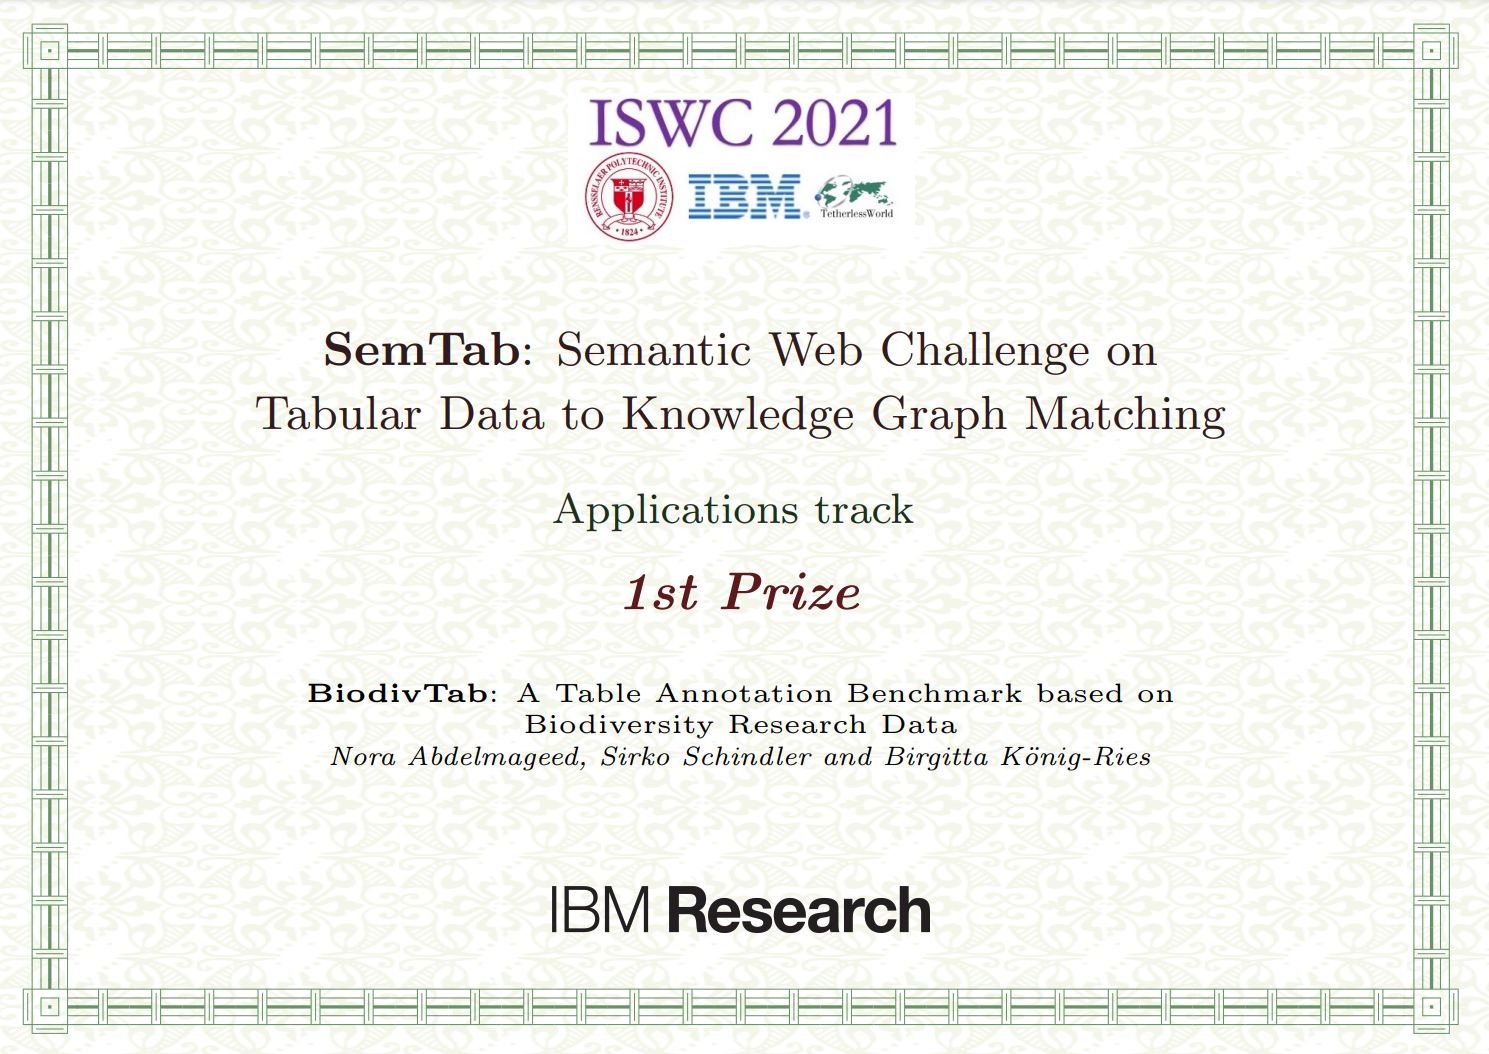 ISWC 2021
RENSSELAER POLYTECHNIC INSTITUTE
1824
IBM
TetherlessWorld
SemTab: Semantic Web Challenge on
Tabular Data to Knowledge Graph Matching
Applications track
1st Prize
BiodivTab: A Table Annotation Benchmark based on
Biodiversity Research Data
Nora Abdelmageed, Sirko Schindler and Birgitta König-Ries
IBM Research